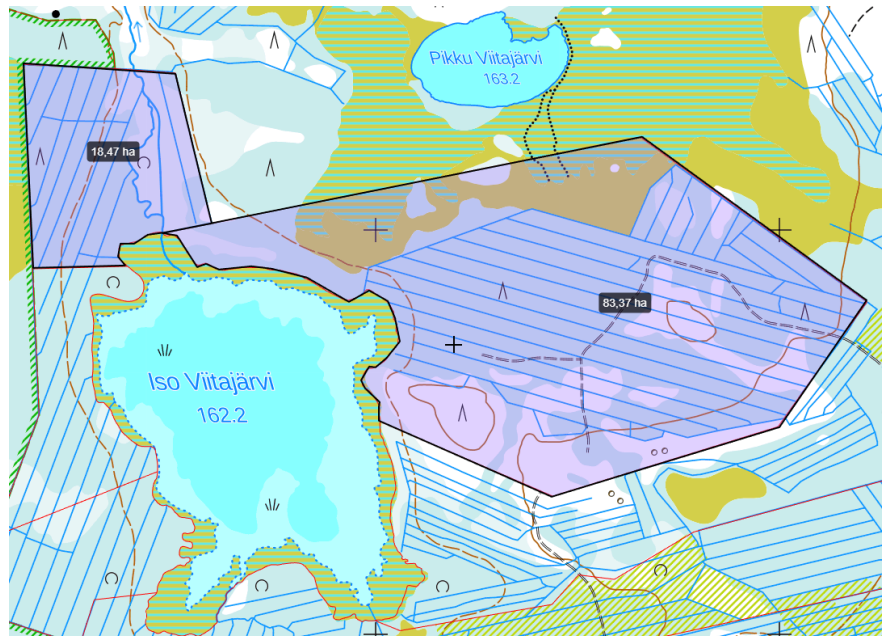 Pikku Viitajärvi
163.2
18,47 ha
83,37 ha
Iso Viitajärvi
162.2